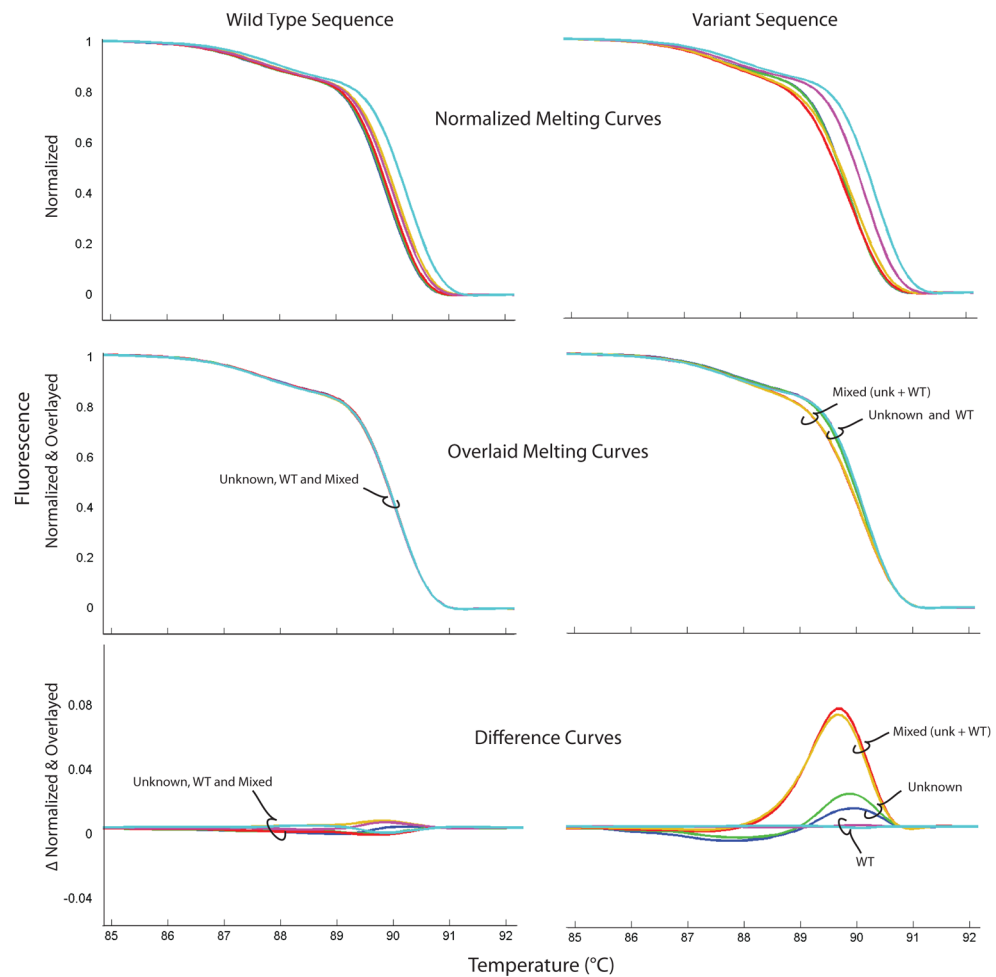 Wild Type Sequence
Variant Sequence
Normalized
1
0.8
0.6
0.4
0.2
0
Normalized Melting Curves
Fluorescence
Normalized & Overlayed
1
0.8
0.6
0.4
0.2
0
Unknown, WT and Mixed
Overlaid Melting Curves
Mixed (unk + WT)
Unknown and WT
Δ Normalized & Overlayed
0.08
0.04
0
-0.04
Unknown, WT and Mixed
Difference Curves
Mixed (unk + WT)
Unknown
WT
85 86 87 88 89 90 91 92
85 86 87 88 89 90 91 92
Temperature (°C)